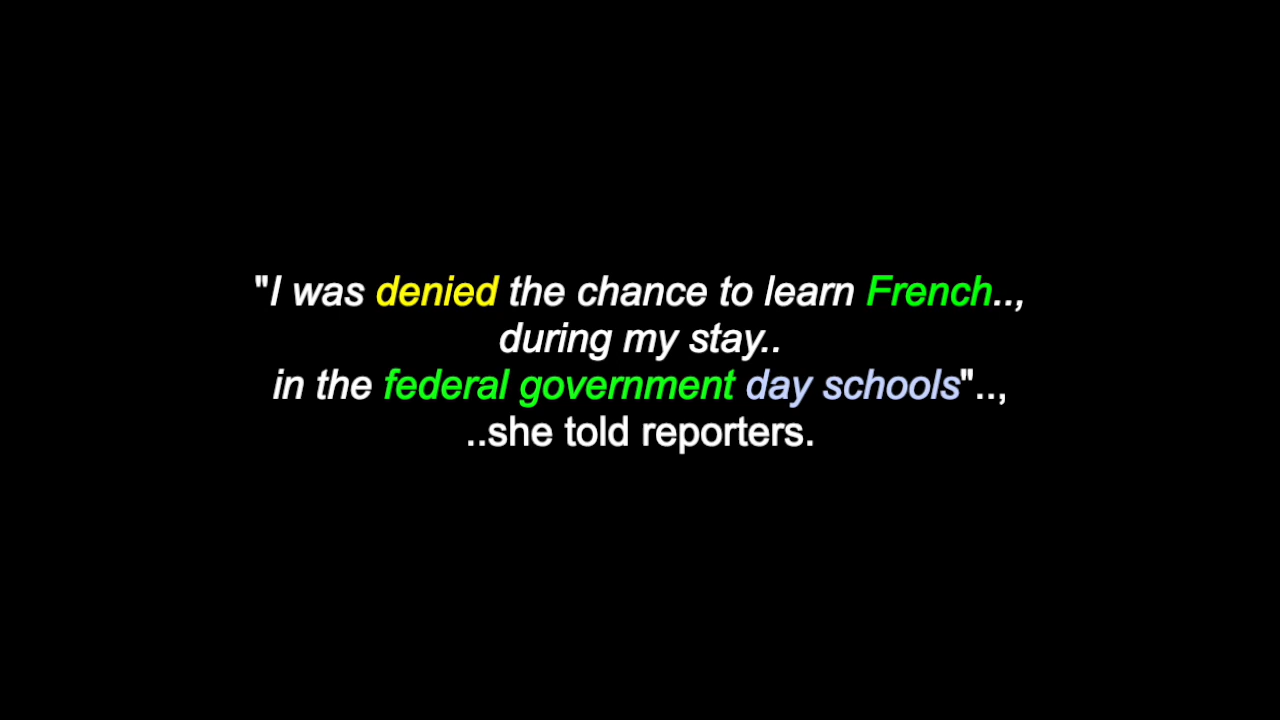 "I was denied the chance to learn French..,
during my stay..
in the federal government day schools"..,
..she told reporters.